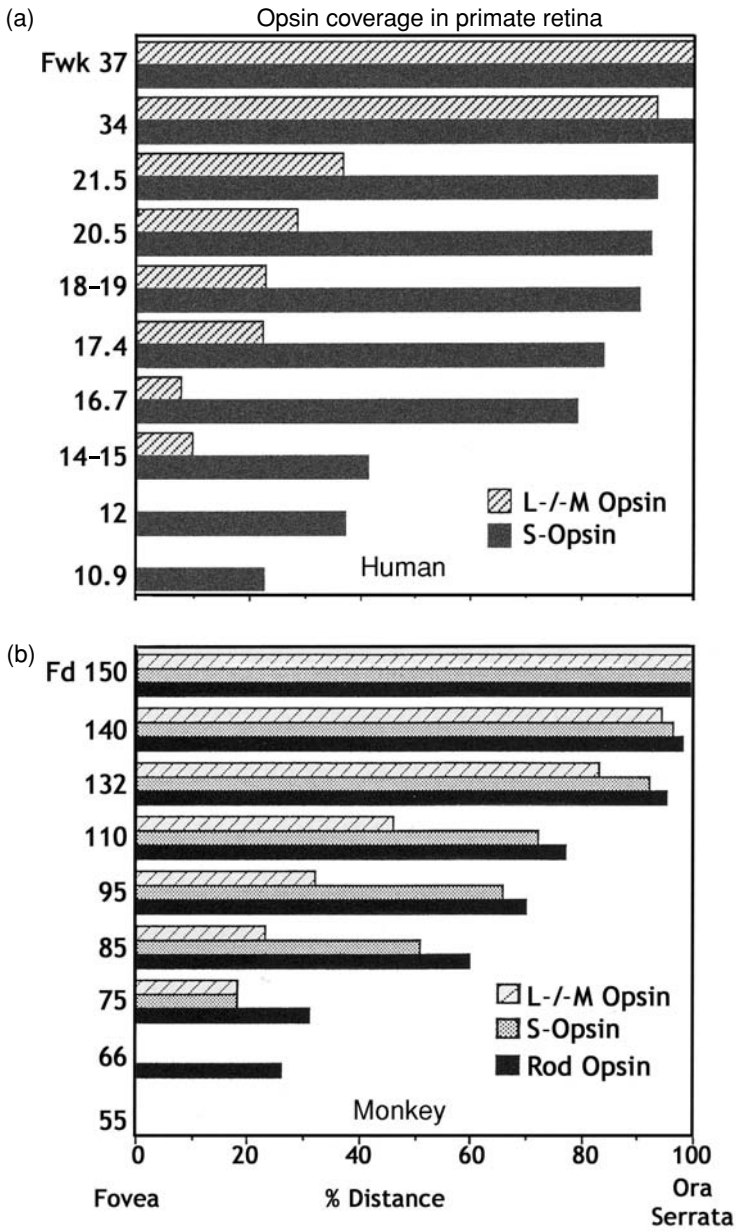 Opsin coverage in primate retina
(a)
Fwk 37
34
21.5
20.5
18–19
17.4
16.7
14–15
12
10.9
L-/-M Opsin
S-Opsin
Human
(b)
Fd 150
140
132
110
95
85
75
66
55
L-/-M Opsin
S-Opsin
Rod Opsin
Monkey
0 20 40 60 80 100
Fovea % Distance Ora
Serrata